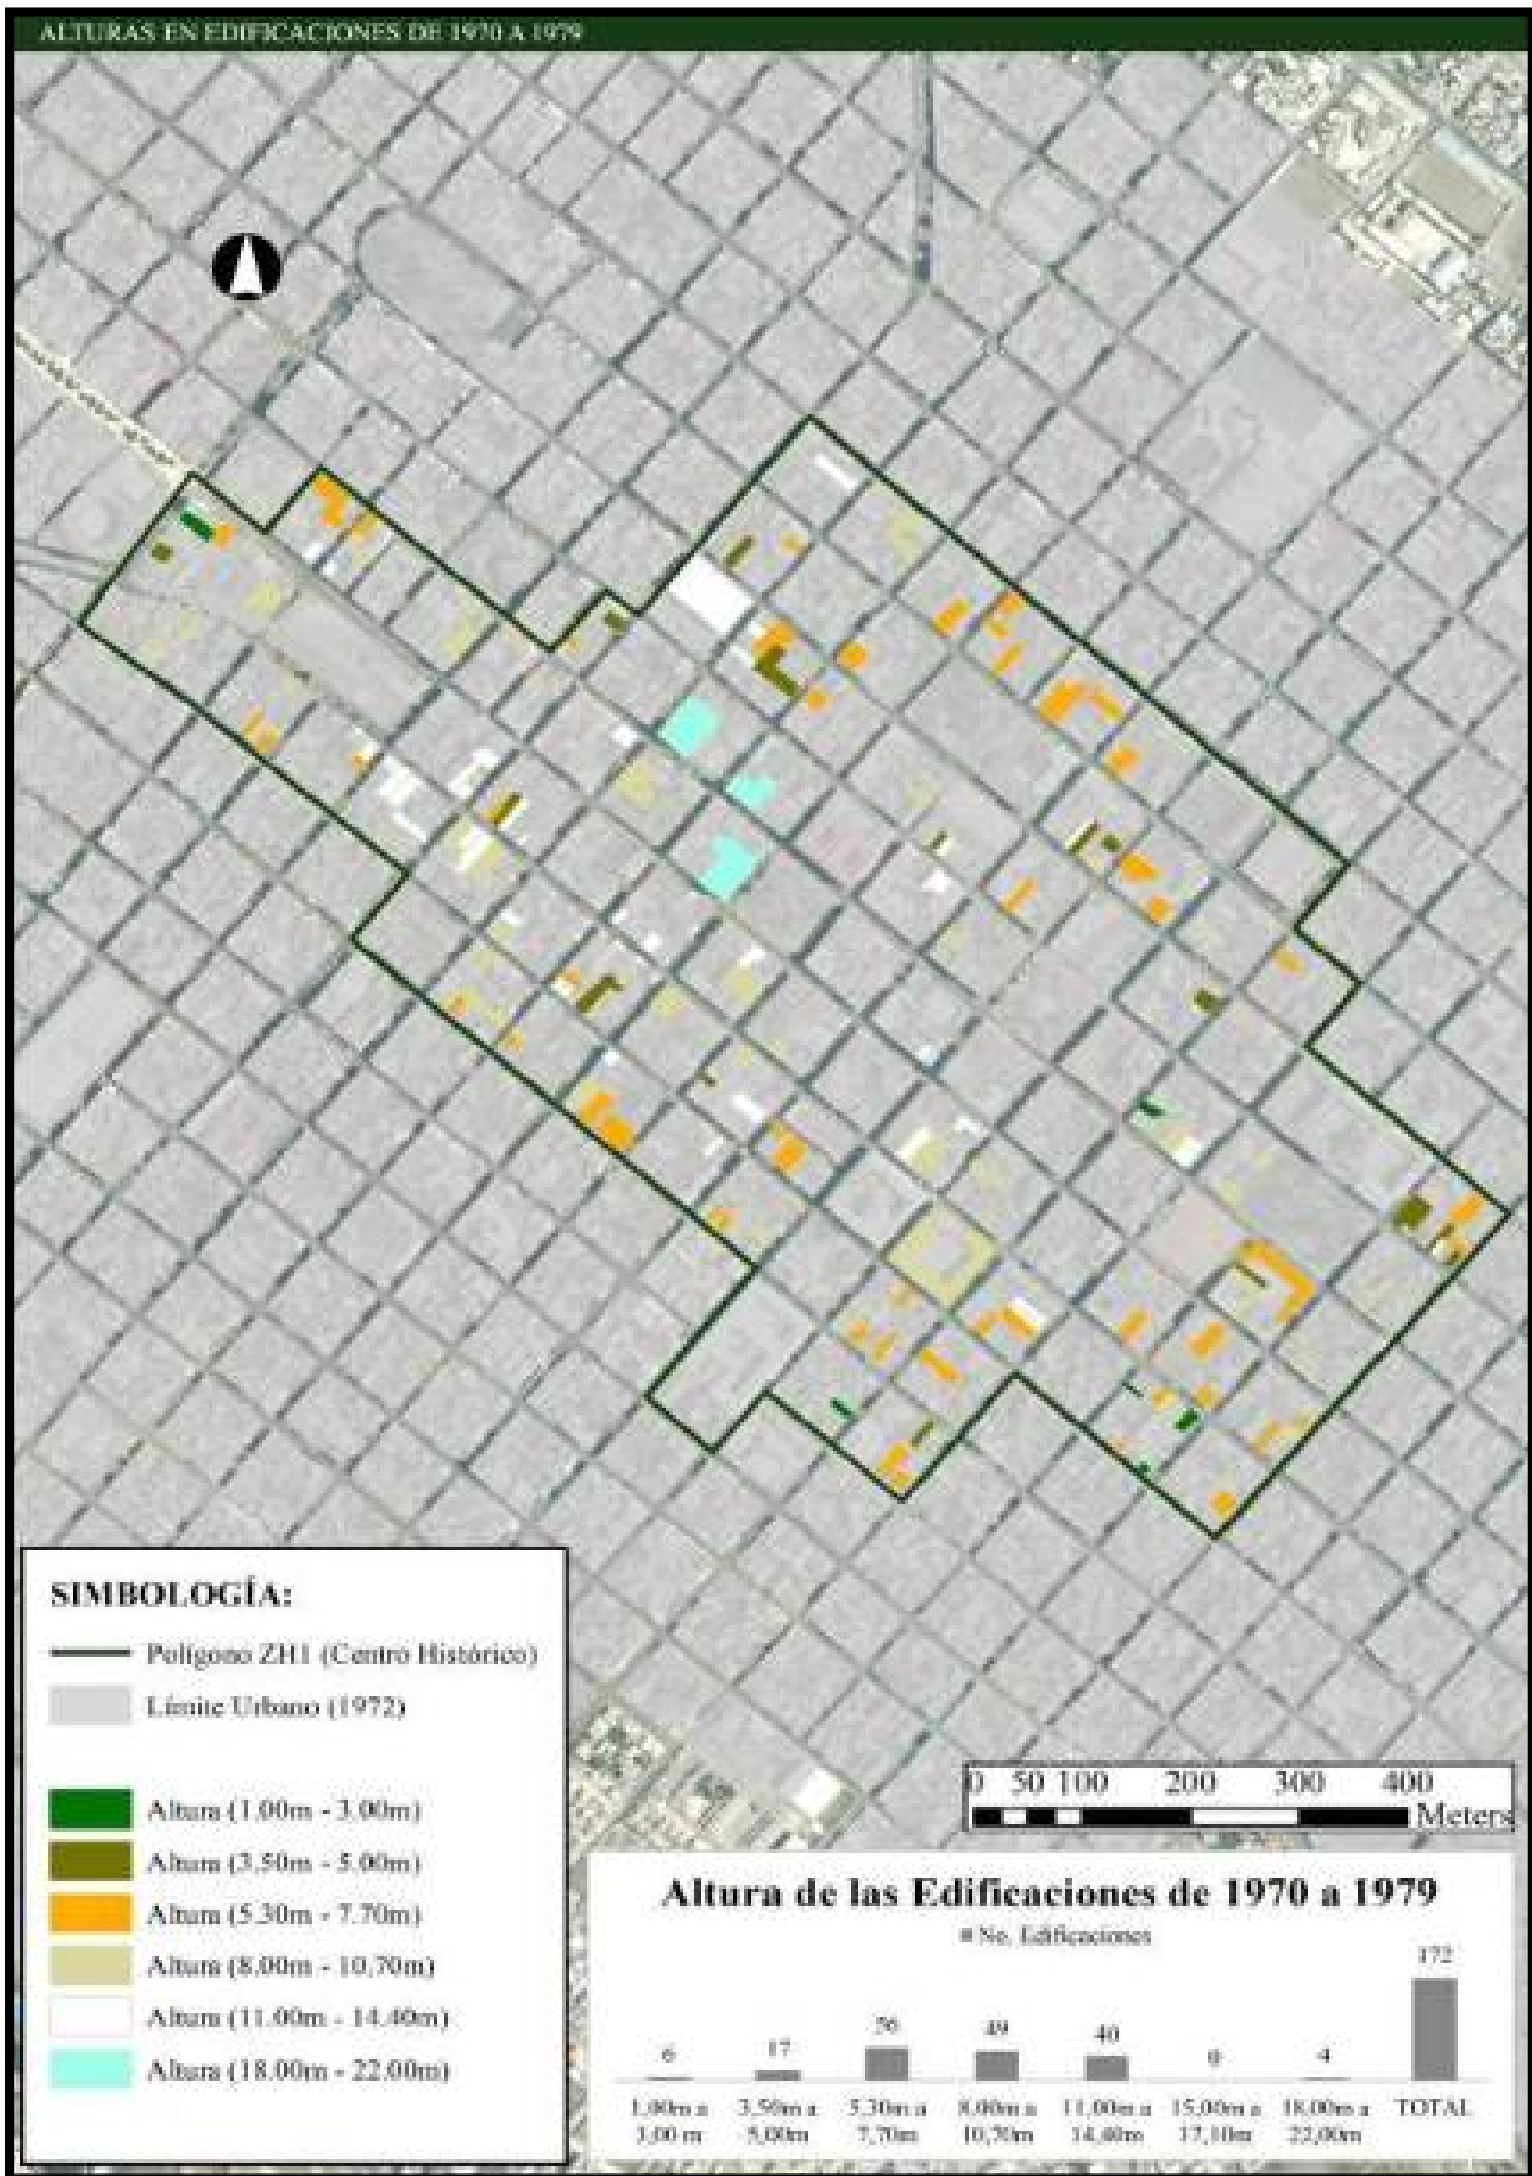 ALTURAS EN EDIFICACIONES DE 1970 A 1979
SIMBOLOGÍA:
Polígono ZH1 (Centro Histórico)
Límite Urbano (1972)
Altura (1.00m - 3.00m)
Altura (3.50m - 5.00m)
Altura (5.30m - 7.70m)
Altura (8.00m - 10.70m)
Altura (11.00m - 14.40m)
Altura (18.00m - 22.00m)
0 50 100 200 300 400
Meters
Altura de las Edificaciones de 1970 a 1979
No. Edificaciones
6 17 56 49 40 0 4 172
1,00m a 3,50m a 5,30m a 8,00m a 11,00m a 15,00m a 18,00m a TOTAL
3,00 m 5,00m 7,70m 10,70m 14,40m 17,10m 22,00m